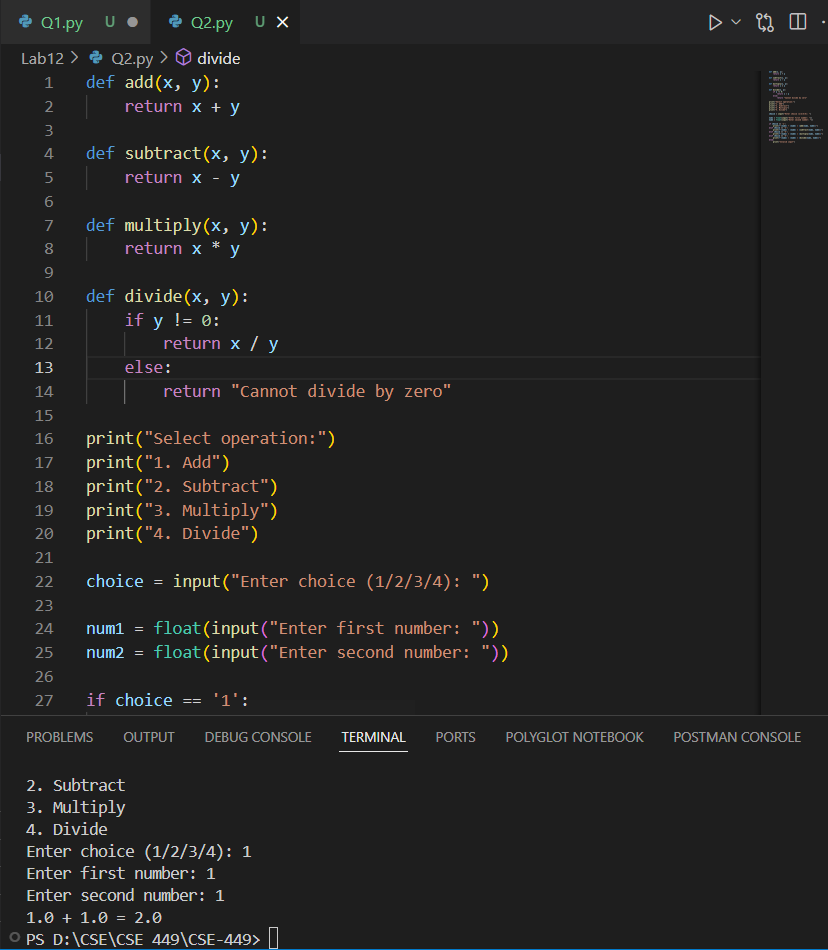 Q1.py U
Q2.py U
Lab12 > Q2.py > divide
1 def add(x, y):
2     return x + y
3
4 def subtract(x, y):
5     return x - y
6
7 def multiply(x, y):
8     return x * y
9
10 def divide(x, y):
11     if y != 0:
12         return x / y
13     else:
14         return "Cannot divide by zero"
15
16 print("Select operation:")
17 print("1. Add")
18 print("2. Subtract")
19 print("3. Multiply")
20 print("4. Divide")
21
22 choice = input("Enter choice (1/2/3/4): ")
23
24 num1 = float(input("Enter first number: "))
25 num2 = float(input("Enter second number: "))
26
27 if choice == '1':
PROBLEMS OUTPUT DEBUG CONSOLE TERMINAL PORTS POLYGLOT NOTEBOOK POSTMAN CONSOLE
2. Subtract
3. Multiply
4. Divide
Enter choice (1/2/3/4): 1
Enter first number: 1
Enter second number: 1
1.0 + 1.0 = 2.0
PS D:\CSE\CSE 449\CSE-449>